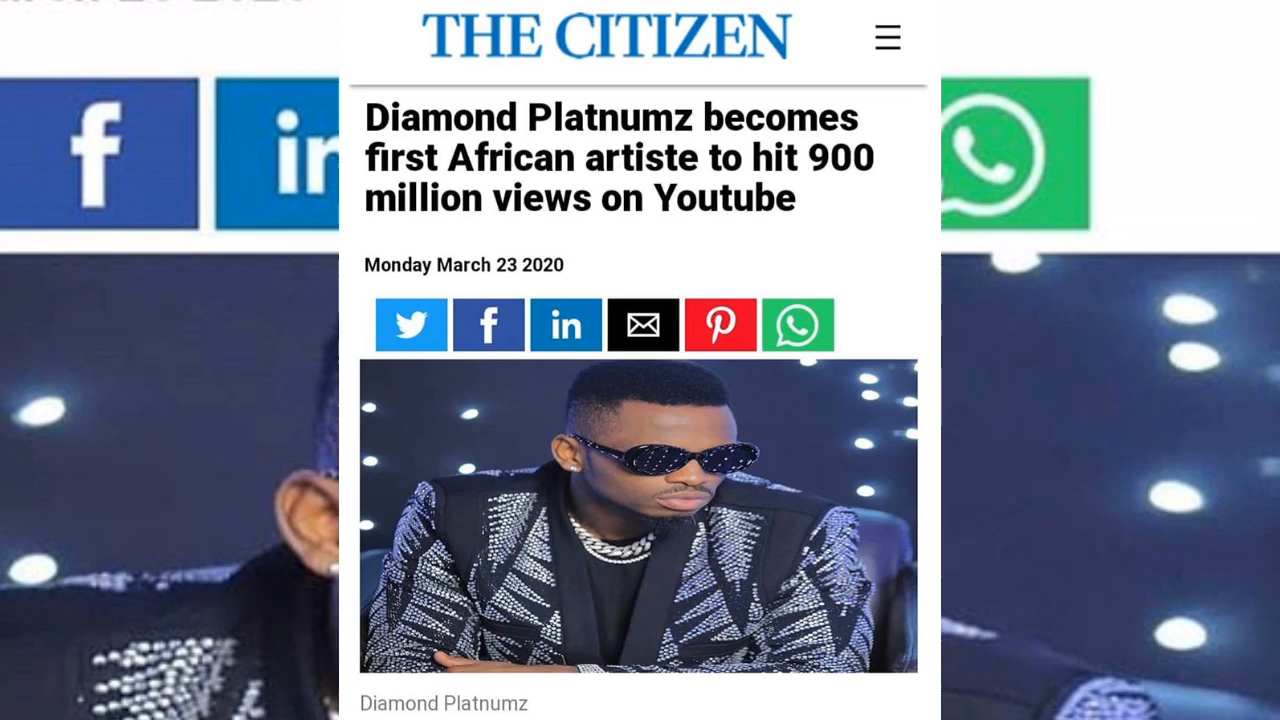 THE CITIZEN
Diamond Platnumz becomes
first African artiste to hit 900
million views on Youtube
Monday March 23 2020
f
in
Diamond Platnumz